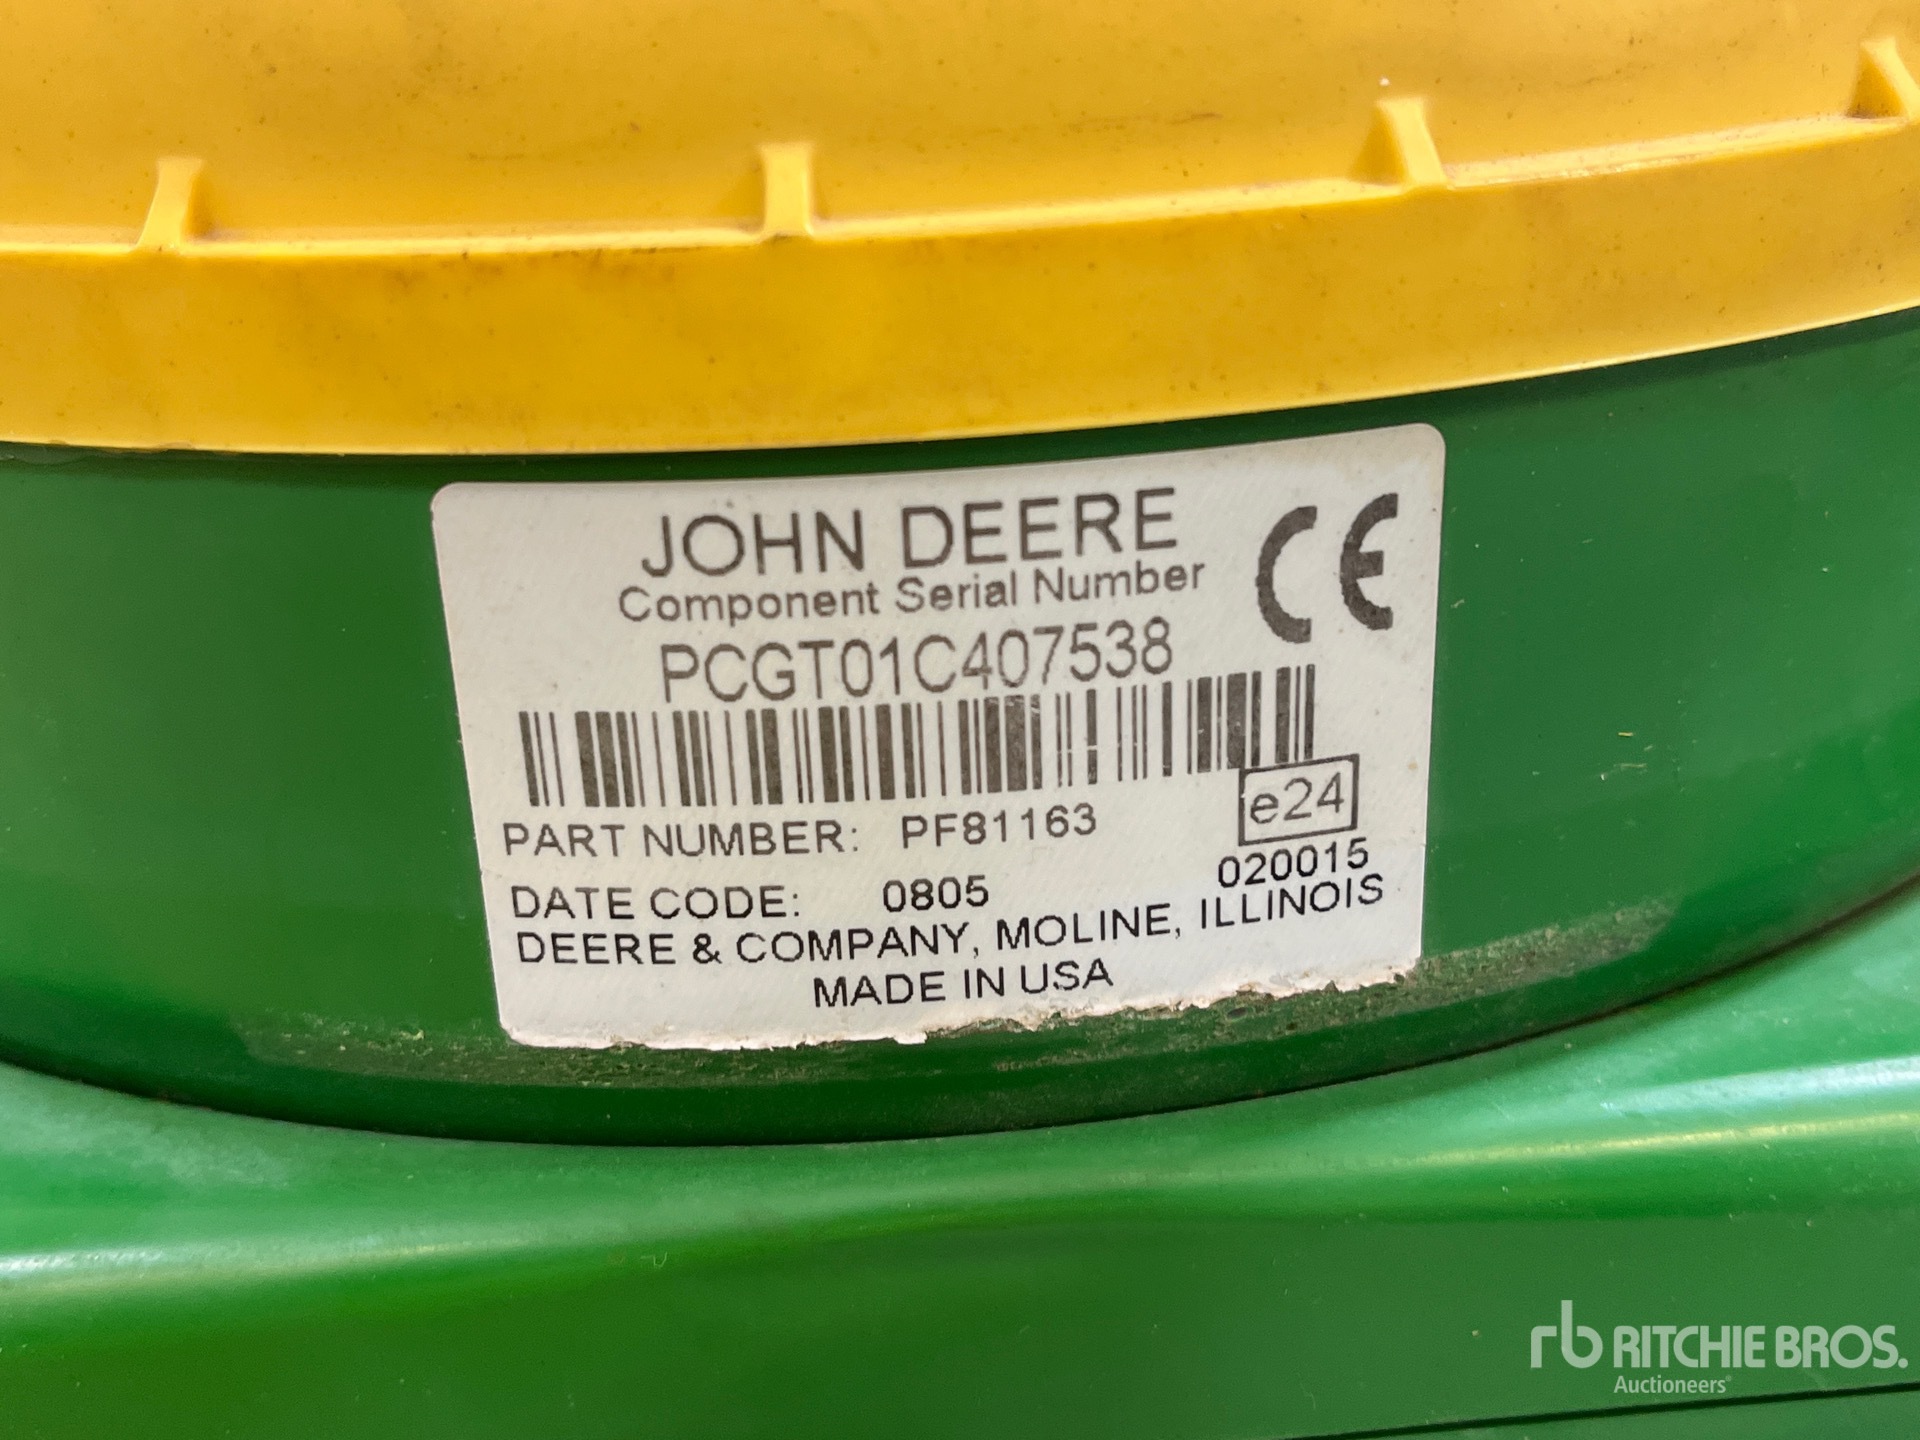 JOHN DEERE
Component Serial Number
CE
PCGT01C407538
e24
PART NUMBER: PF81163
020015
DATE CODE: 0805
DEERE & COMPANY, MOLINE, ILLINOIS
MADE IN USA
rb RITCHIE BROS.
Auctioneers